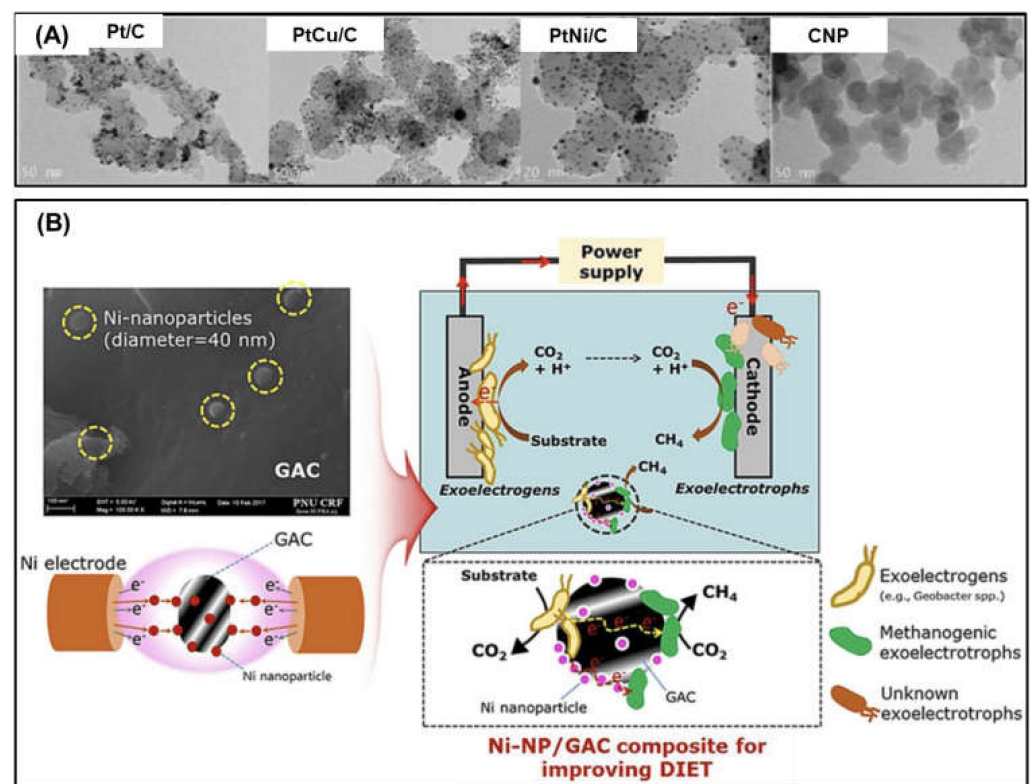 (A)
Pt/C
PtCu/C
PtNi/C
CNP
50 nm
20 nm
50 nm
(B)
Ni-nanoparticles
(diameter=40 nm)
GAC
100 nm
PNU CRF
Ni electrode
GAC
e-
e-
e-
e-
e-
e-
Ni nanoparticle
Power
supply
e-
Anode
e-
CO2
+ H+
CO2
+ H+
Cathode
Substrate
CH4
Exoelectrogens
Exoelectrotrophs
CH4
Substrate
CH4
e-
e-
e-
CO2
CO2
e-
e-
Ni nanoparticle
GAC
Exoelectrogens
(e.g., Geobacter spp.)
Methanogenic
exoelectrotrophs
Unknown
exoelectrotrophs
Ni-NP/GAC composite for
improving DIET